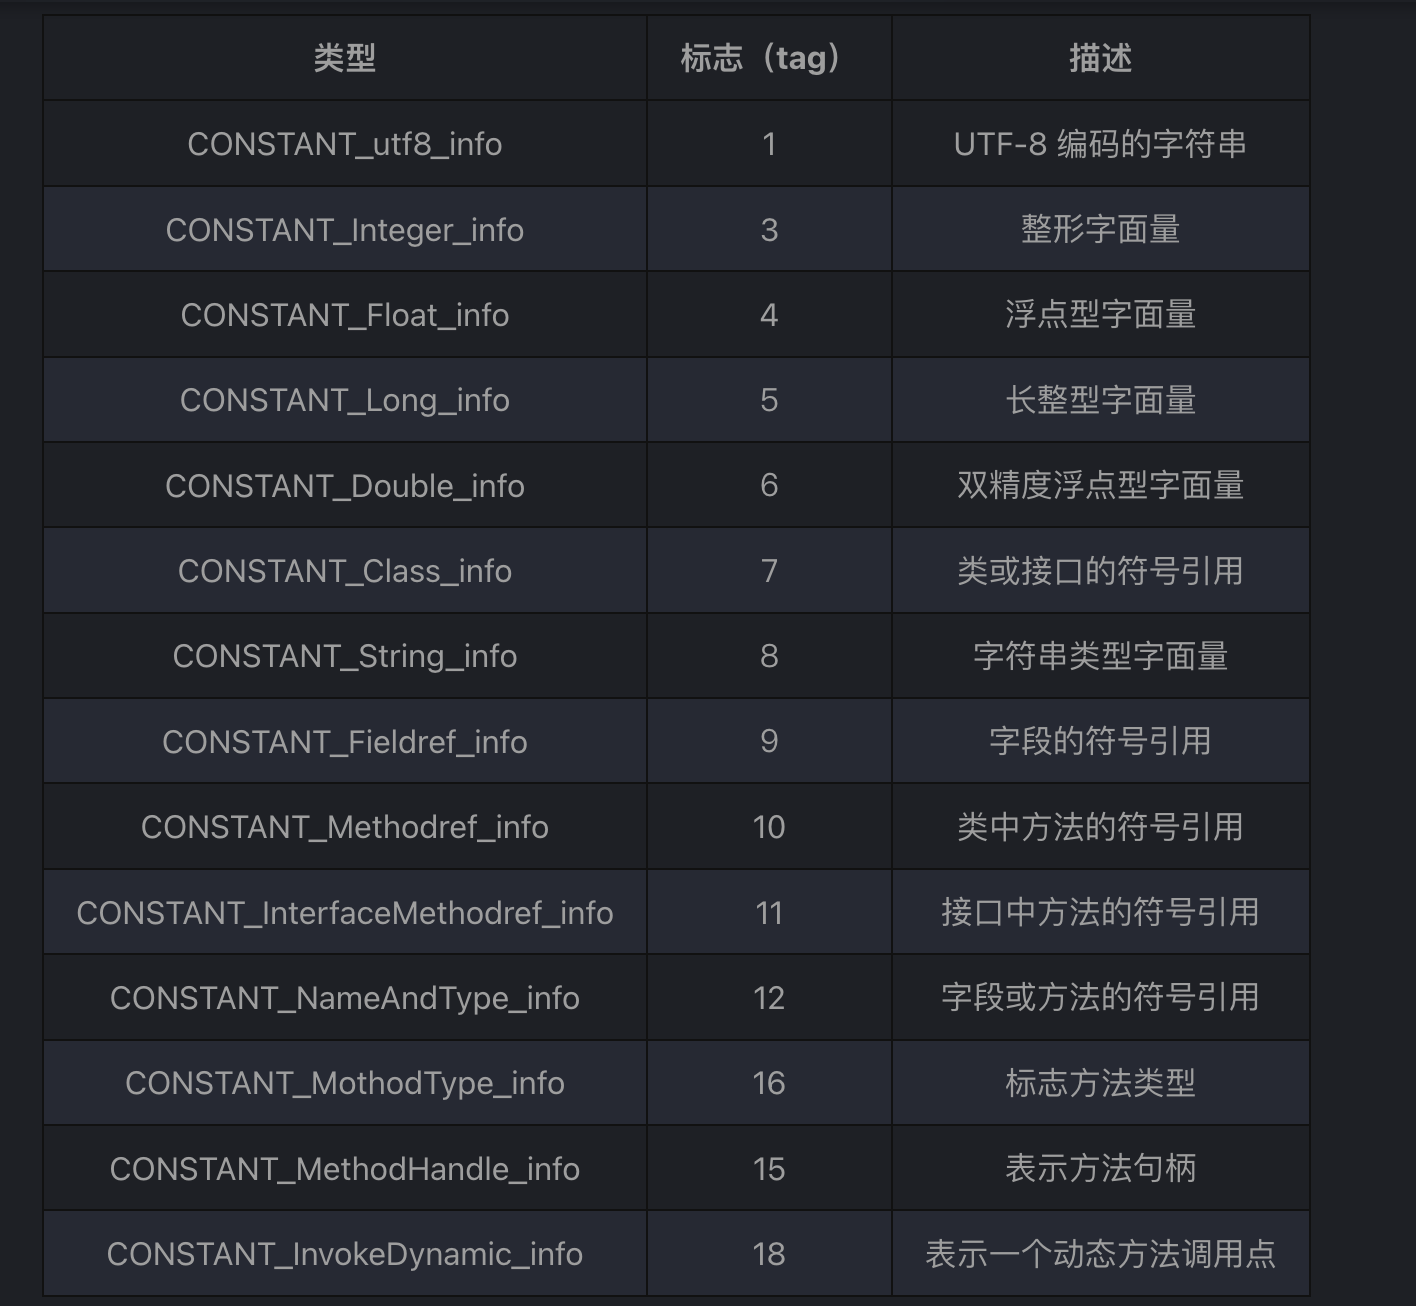 类型 标志（tag） 描述
CONSTANT_utf8_info 1 UTF-8 编码的字符串
CONSTANT_Integer_info 3 整形字面量
CONSTANT_Float_info 4 浮点型字面量
CONSTANT_Long_info 5 长整型字面量
CONSTANT_Double_info 6 双精度浮点型字面量
CONSTANT_Class_info 7 类或接口的符号引用
CONSTANT_String_info 8 字符串类型字面量
CONSTANT_Fieldref_info 9 字段的符号引用
CONSTANT_Methodref_info 10 类中方法的符号引用
CONSTANT_InterfaceMethodref_info 11 接口中方法的符号引用
CONSTANT_NameAndType_info 12 字段或方法的符号引用
CONSTANT_MothodType_info 16 标志方法类型
CONSTANT_MethodHandle_info 15 表示方法句柄
CONSTANT_InvokeDynamic_info 18 表示一个动态方法调用点